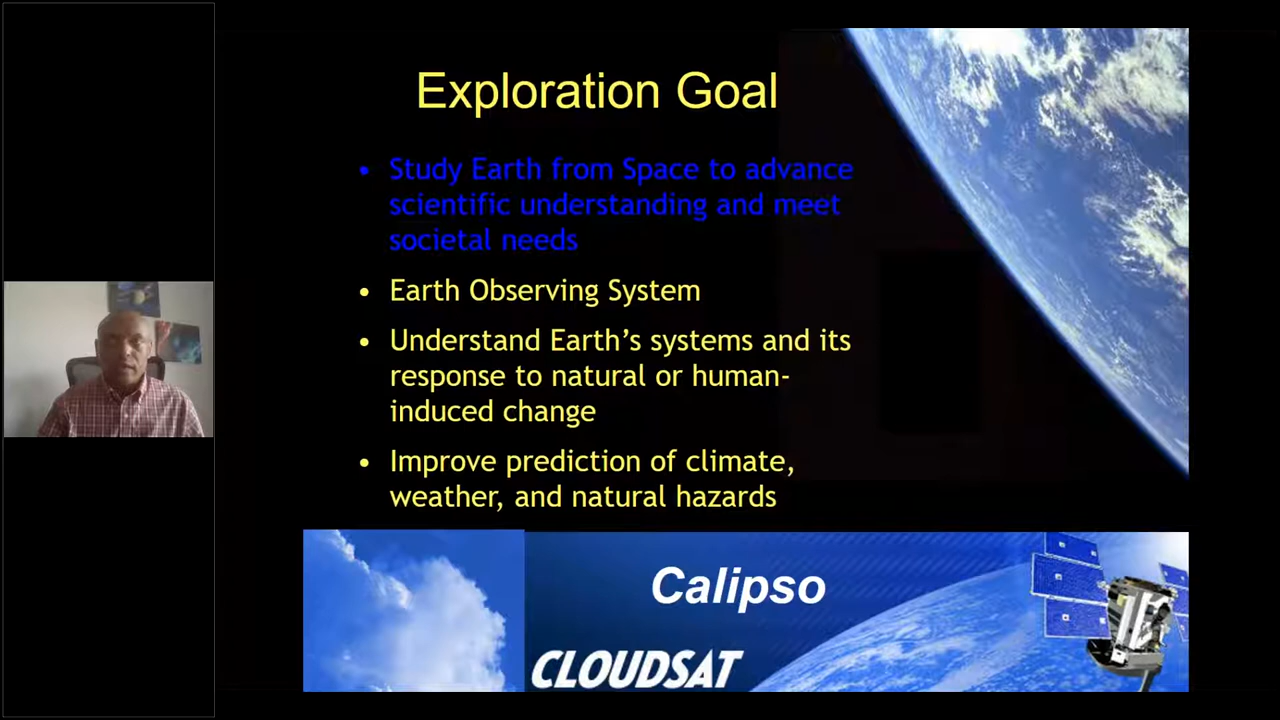 Exploration Goal
• Study Earth from Space to advance
scientific understanding and meet
societal needs
• Earth Observing System
• Understand Earth’s systems and its
response to natural or human-
induced change
• Improve prediction of climate,
weather, and natural hazards
Calipso
CLOUDSAT